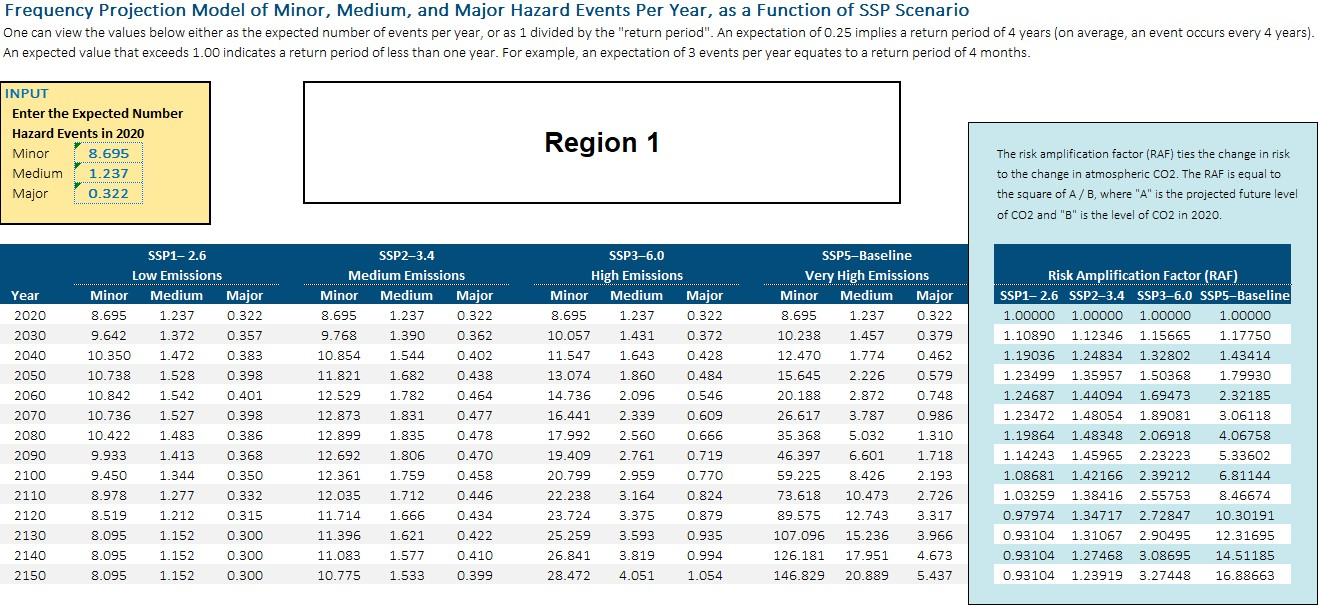 Frequency Projection Model of Minor, Medium, and Major Hazard Events Per Year, as a Function of SSP Scenario
One can view the values below either as the expected number of events per year, or as 1 divided by the "return period". An expectation of 0.25 implies a return period of 4 years (on average, an event occurs every 4 years).
An expected value that exceeds 1.00 indicates a return period of less than one year. For example, an expectation of 3 events per year equates to a return period of 4 months.
INPUT
Enter the Expected Number
Hazard Events in 2020
Minor 8.695
Medium 1.237
Major 0.322
Region 1
The risk amplification factor (RAF) ties the change in risk
to the change in atmospheric CO2. The RAF is equal to
the square of A / B, where "A" is the projected future level
of CO2 and "B" is the level of CO2 in 2020.
SSP1– 2.6 SSP2–3.4 SSP3–6.0 SSP5–Baseline
Low Emissions Medium Emissions High Emissions Very High Emissions Risk Amplification Factor (RAF)
Year Minor Medium Major Minor Medium Major Minor Medium Major Minor Medium Major SSP1– 2.6 SSP2–3.4 SSP3–6.0 SSP5–Baseline
2020 8.695 1.237 0.322 8.695 1.237 0.322 8.695 1.237 0.322 8.695 1.237 0.322 1.00000 1.00000 1.00000 1.00000
2030 9.642 1.372 0.357 9.768 1.390 0.362 10.057 1.431 0.372 10.238 1.457 0.379 1.10890 1.12346 1.15665 1.17750
2040 10.350 1.472 0.383 10.854 1.544 0.402 11.547 1.643 0.428 12.470 1.774 0.462 1.19036 1.24834 1.32802 1.43414
2050 10.738 1.528 0.398 11.821 1.682 0.438 13.074 1.860 0.484 15.645 2.226 0.579 1.23499 1.35957 1.50368 1.79930
2060 10.842 1.542 0.401 12.529 1.782 0.464 14.736 2.096 0.546 20.188 2.872 0.748 1.24687 1.44094 1.69473 2.32185
2070 10.736 1.527 0.398 12.873 1.831 0.477 16.441 2.339 0.609 26.617 3.787 0.986 1.23472 1.48054 1.89081 3.06118
2080 10.422 1.483 0.386 12.899 1.835 0.478 17.992 2.560 0.666 35.368 5.032 1.310 1.19864 1.48348 2.06918 4.06758
2090 9.933 1.413 0.368 12.692 1.806 0.470 19.409 2.761 0.719 46.397 6.601 1.718 1.14243 1.45965 2.23223 5.33602
2100 9.450 1.344 0.350 12.361 1.759 0.458 20.799 2.959 0.770 59.225 8.426 2.193 1.08681 1.42166 2.39212 6.81144
2110 8.978 1.277 0.332 12.035 1.712 0.446 22.238 3.164 0.824 73.618 10.473 2.726 1.03259 1.38416 2.55753 8.46674
2120 8.519 1.212 0.315 11.714 1.666 0.434 23.724 3.375 0.879 89.575 12.743 3.317 0.97974 1.34717 2.72847 10.30191
2130 8.095 1.152 0.300 11.396 1.621 0.422 25.259 3.593 0.935 107.096 15.236 3.966 0.93104 1.31067 2.90495 12.31695
2140 8.095 1.152 0.300 11.083 1.577 0.410 26.841 3.819 0.994 126.181 17.951 4.673 0.93104 1.27468 3.08695 14.51185
2150 8.095 1.152 0.300 10.775 1.533 0.399 28.472 4.051 1.054 146.829 20.889 5.437 0.93104 1.23919 3.27448 16.88663